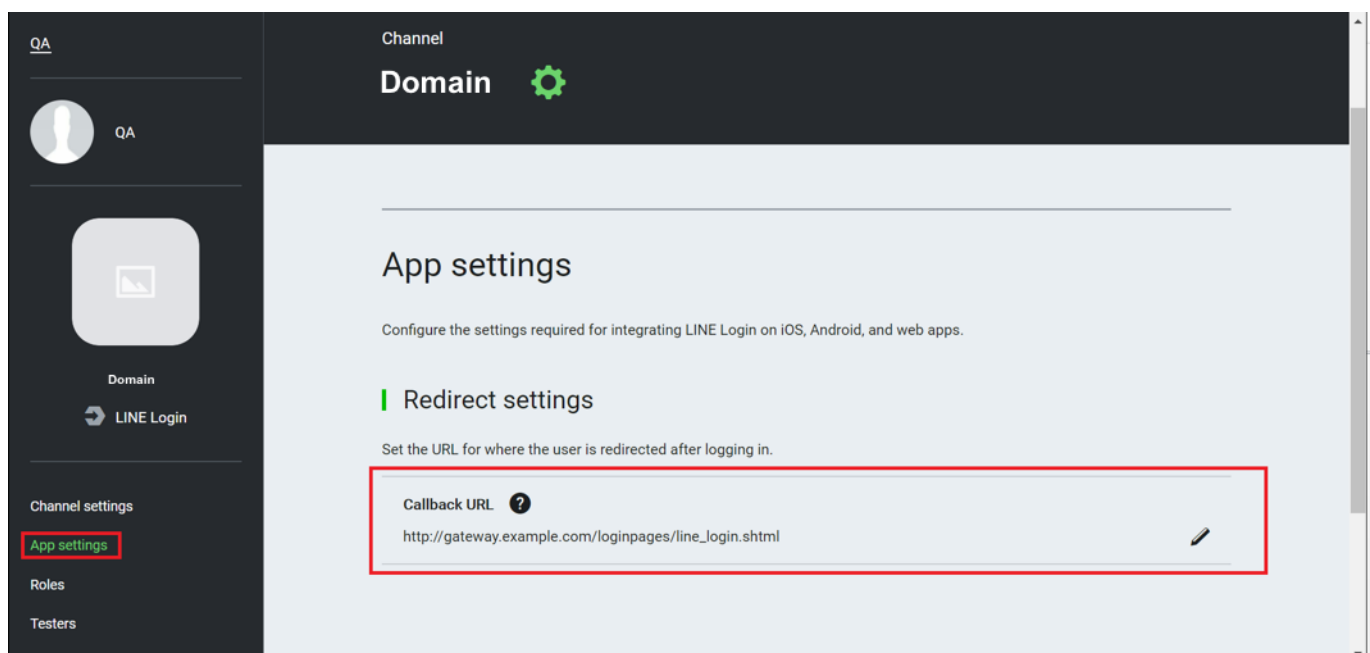 QA
QA
Domain
LINE Login
Channel settings
App settings
Roles
Testers
Channel
Domain
App settings
Configure the settings required for integrating LINE Login on iOS, Android, and web apps.
Redirect settings
Set the URL for where the user is redirected after logging in.
Callback URL ?
http://gateway.example.com/loginpages/line_login.shtml